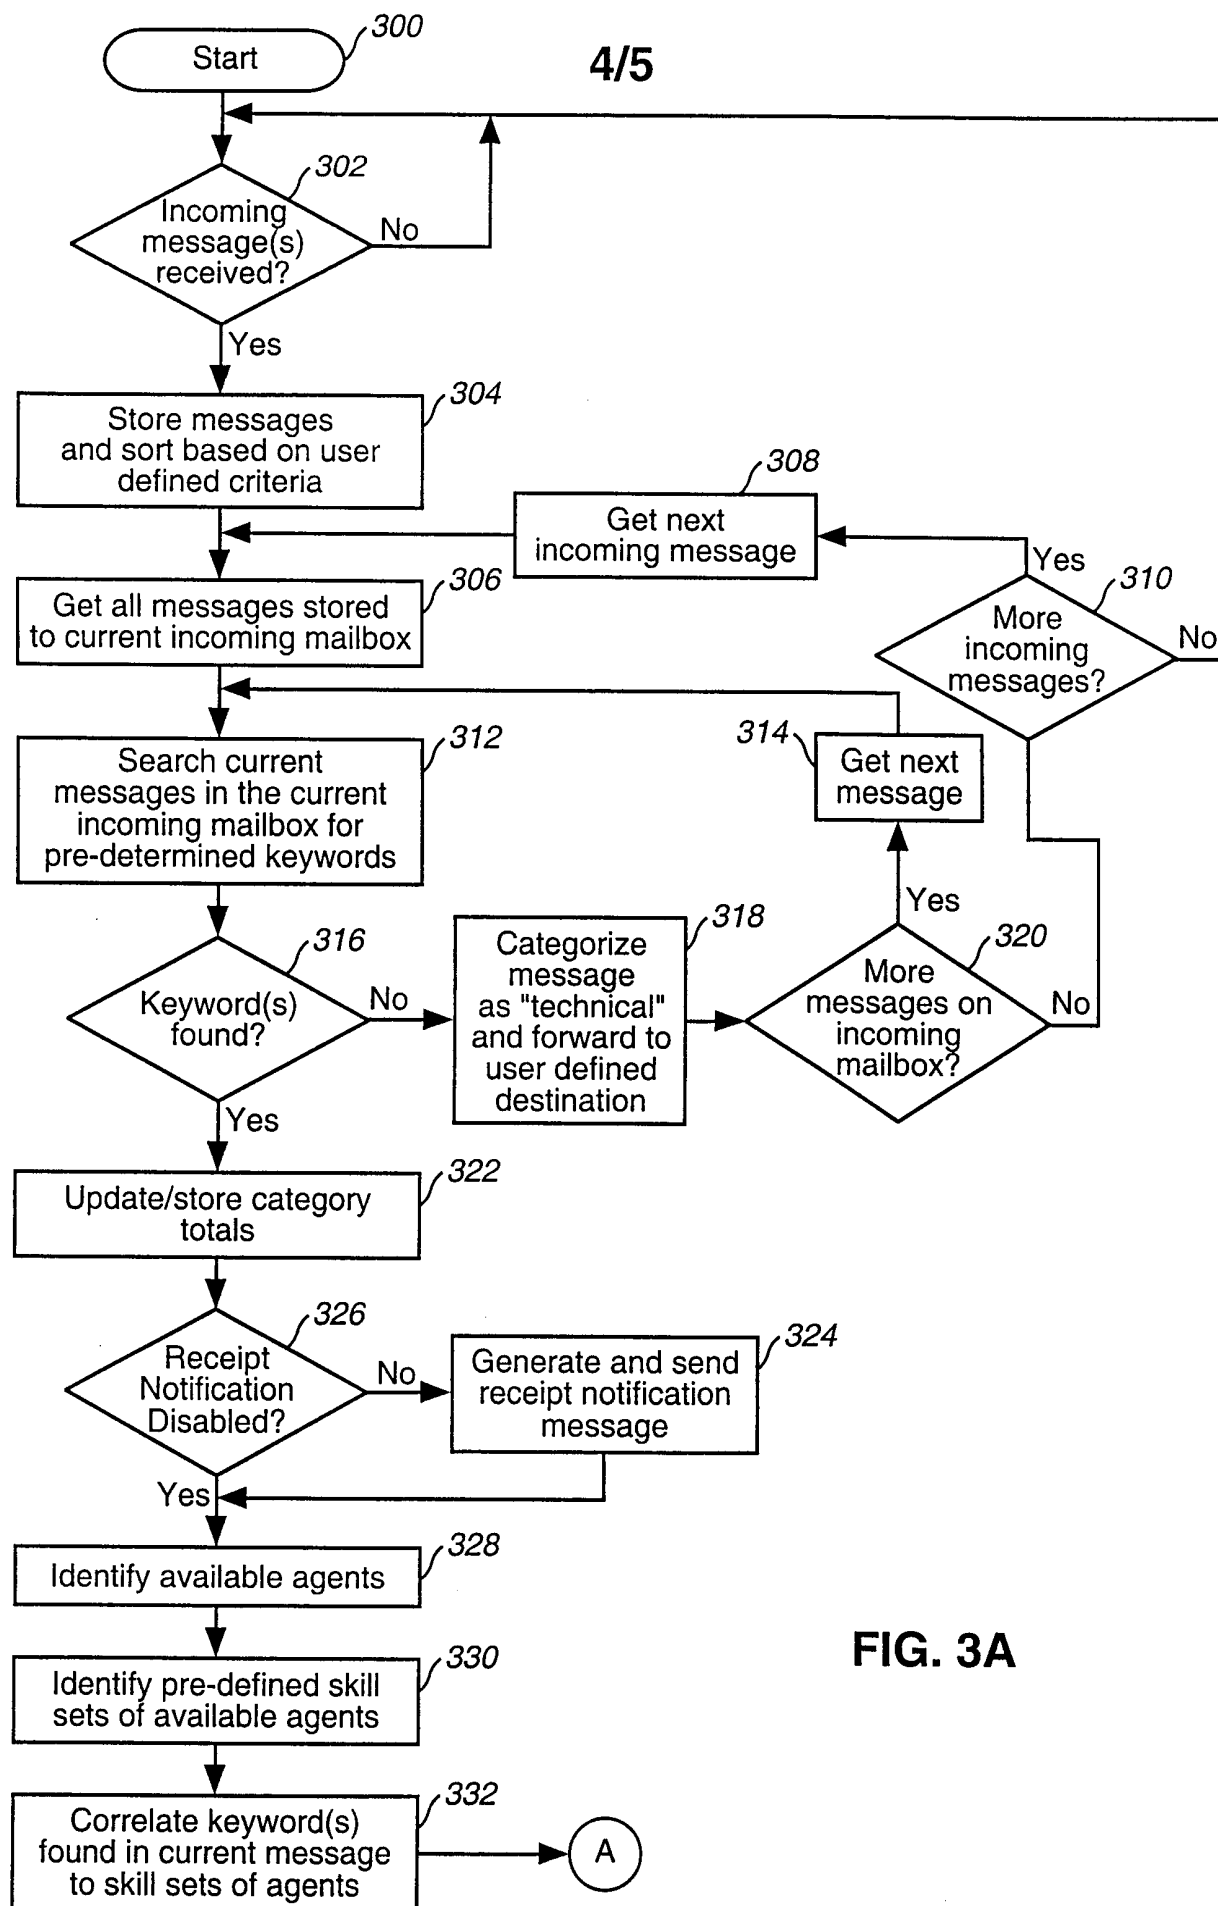 300
Start
4/5
302
Incoming
message(s)
received?
No
Yes
304
Store messages
and sort based on user
defined criteria
308
Get next
incoming message
Yes
310
More
incoming
messages?
No
306
Get all messages stored
to current incoming mailbox
314
Get next
message
312
Search current
messages in the current
incoming mailbox for
pre-determined keywords
Yes
316
Keyword(s)
found?
No
318
Categorize
message
as "technical"
and forward to
user defined
destination
320
More
messages on
incoming
mailbox?
No
Yes
322
Update/store category
totals
326
Receipt
Notification
Disabled?
No
324
Generate and send
receipt notification
message
Yes
328
Identify available agents
330
Identify pre-defined skill
sets of available agents
FIG. 3A
332
Correlate keyword(s)
found in current message
to skill sets of agents
A